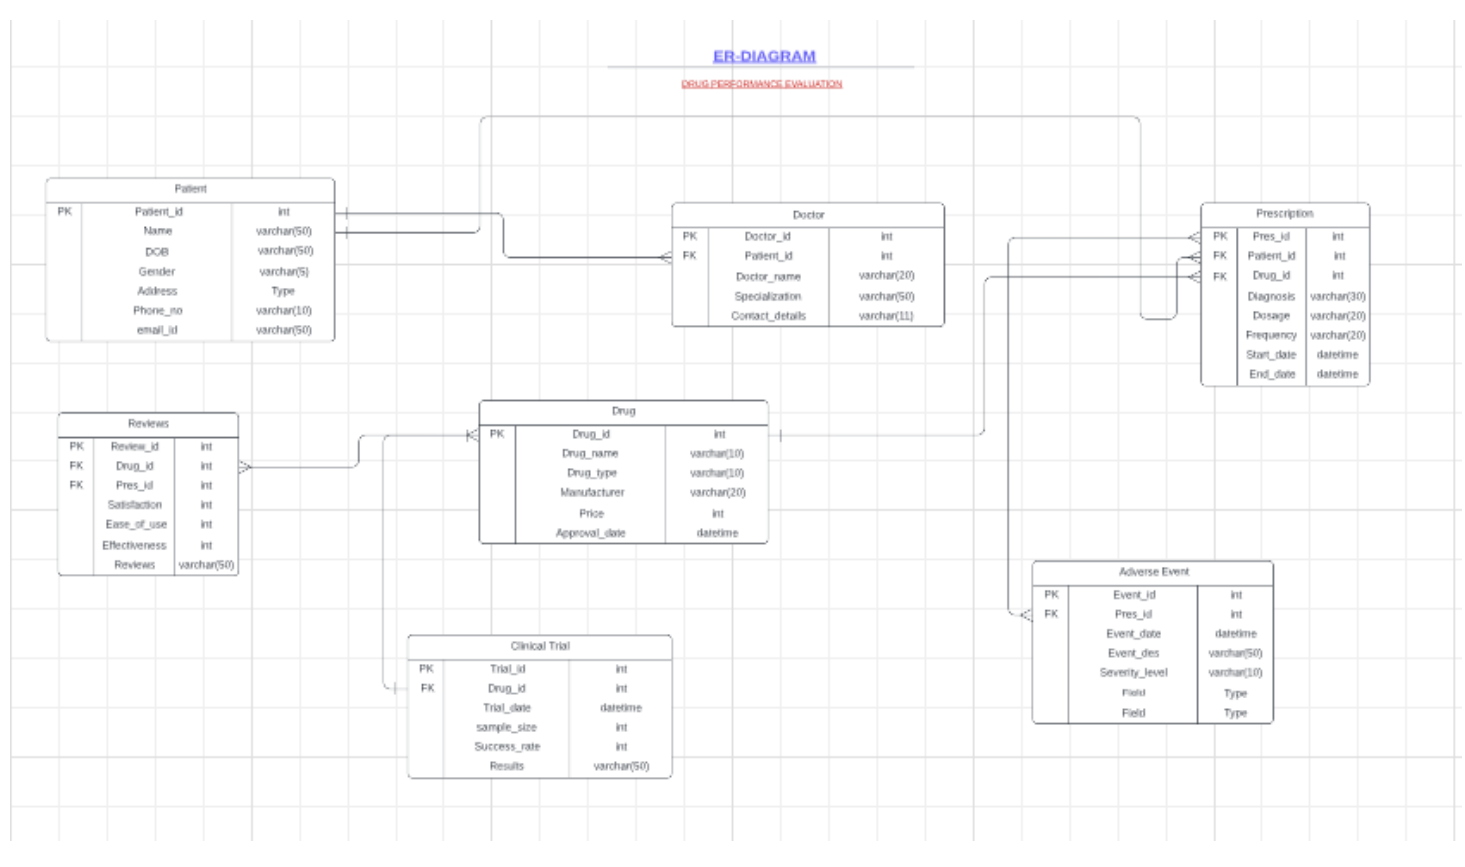 ER-DIAGRAM
DRUG PERFORMANCE EVALUATION
Patient
PK Patient_id int
Name varchar(50)
DOB varchar(50)
Gender varchar(5)
Address Type
Phone_no varchar(10)
email_id varchar(50)
Doctor
PK Doctor_id int
FK Patient_id int
Doctor_name varchar(20)
Specialization varchar(50)
Contact_details varchar(11)
Prescription
PK Pres_id int
FK Patient_id int
FK Drug_id int
Diagnosis varchar(30)
Dosage varchar(20)
Frequency varchar(20)
Start_date datetime
End_date datetime
Reviews
PK Review_id int
FK Drug_id int
FK Pres_id int
Satisfaction int
Ease_of_use int
Effectiveness int
Reviews varchar(50)
Drug
PK Drug_id int
Drug_name varchar(10)
Drug_type varchar(10)
Manufacturer varchar(20)
Price int
Approval_date datetime
Clinical Trial
PK Trial_id int
FK Drug_id int
Trial_date datetime
sample_size int
Success_rate int
Results varchar(50)
Adverse Event
PK Event_id int
FK Pres_id int
Event_date datetime
Event_des varchar(50)
Severity_level varchar(10)
Field Type
Field Type